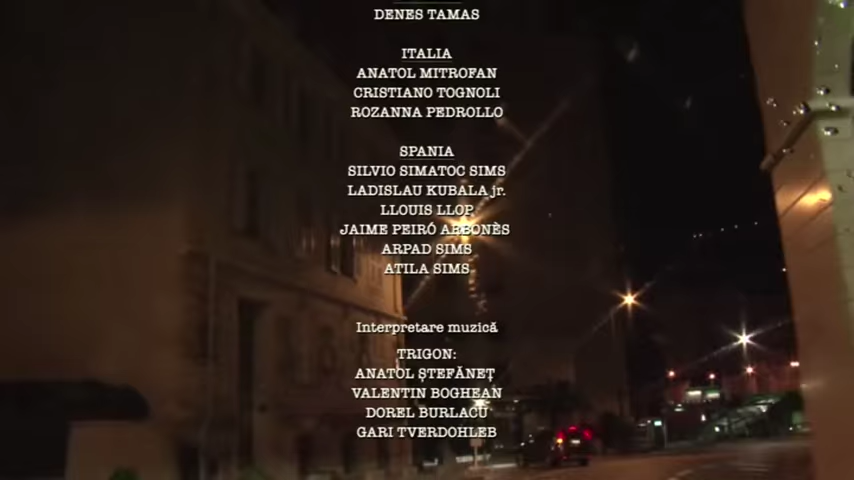 DENES TAMAS
ITALIA
ANATOL MITROFAN
CRISTIANO TOGNOLI
ROZANNA PEDROLLO
SPANIA
SILVIO SIMATOC SIMS
LADISLAU KUBALA jr.
LLOUIS LLOP
JAIME PEIRÓ ARBONÈS
ARPAD SIMS
ATILA SIMS
Interpretare muzică
TRIGON:
ANATOL ȘTEFĂNEȚ
VALENTIN BOGHEAN
DOREL BURLACU
GARI TVERDOHLEB